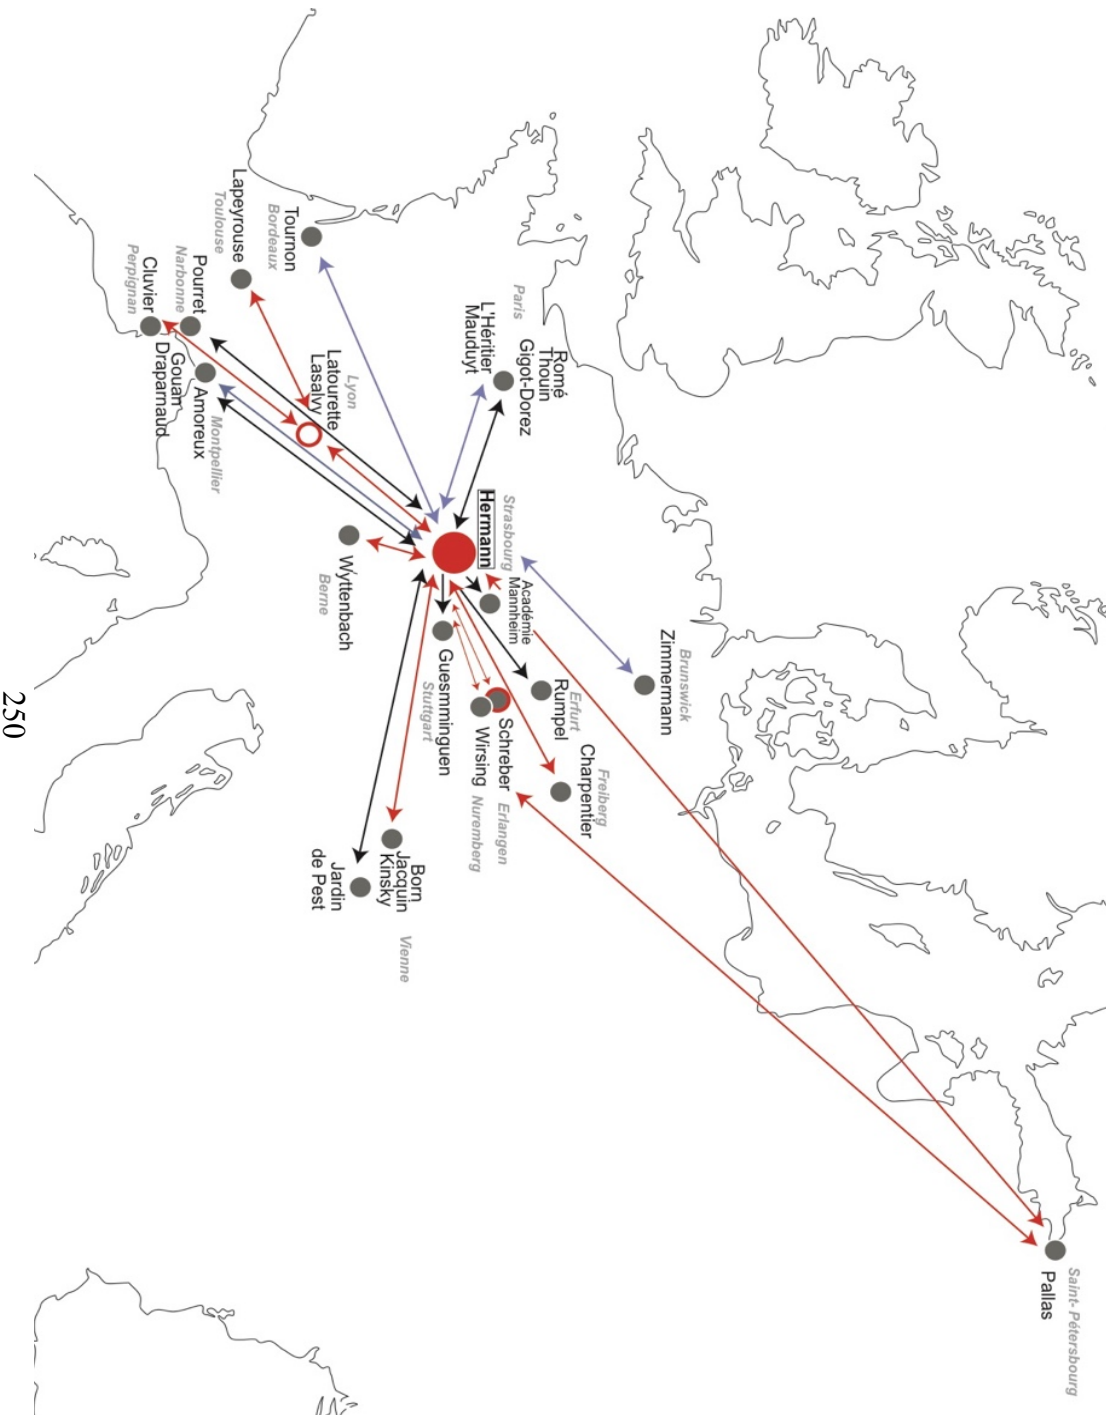 Saint- Pétersbourg
Pallas
Brunswick
Zimmermann
Freiberg
Charpentier
Erfurt
Rumpel
Romé
Thouin
Gigot-Dorez
Paris
L'Héritier
Mauduyt
Académie
Mannheim
Strasbourg
Hermann
Erlangen
Schreber
Wirsing
Nuremberg
Guesmminguen
Stuttgart
Born
Jacquin
Kinsky
Vienne
Jardin
de Pest
Wyttenbach
Berne
Lyon
Latourette
Lasalvy
Tournon
Bordeaux
Lapeyrouse
Toulouse
Montpellier
Amoreux
Gouan
Draparnaud
Pourret
Narbonne
Cluvier
Perpignan
250